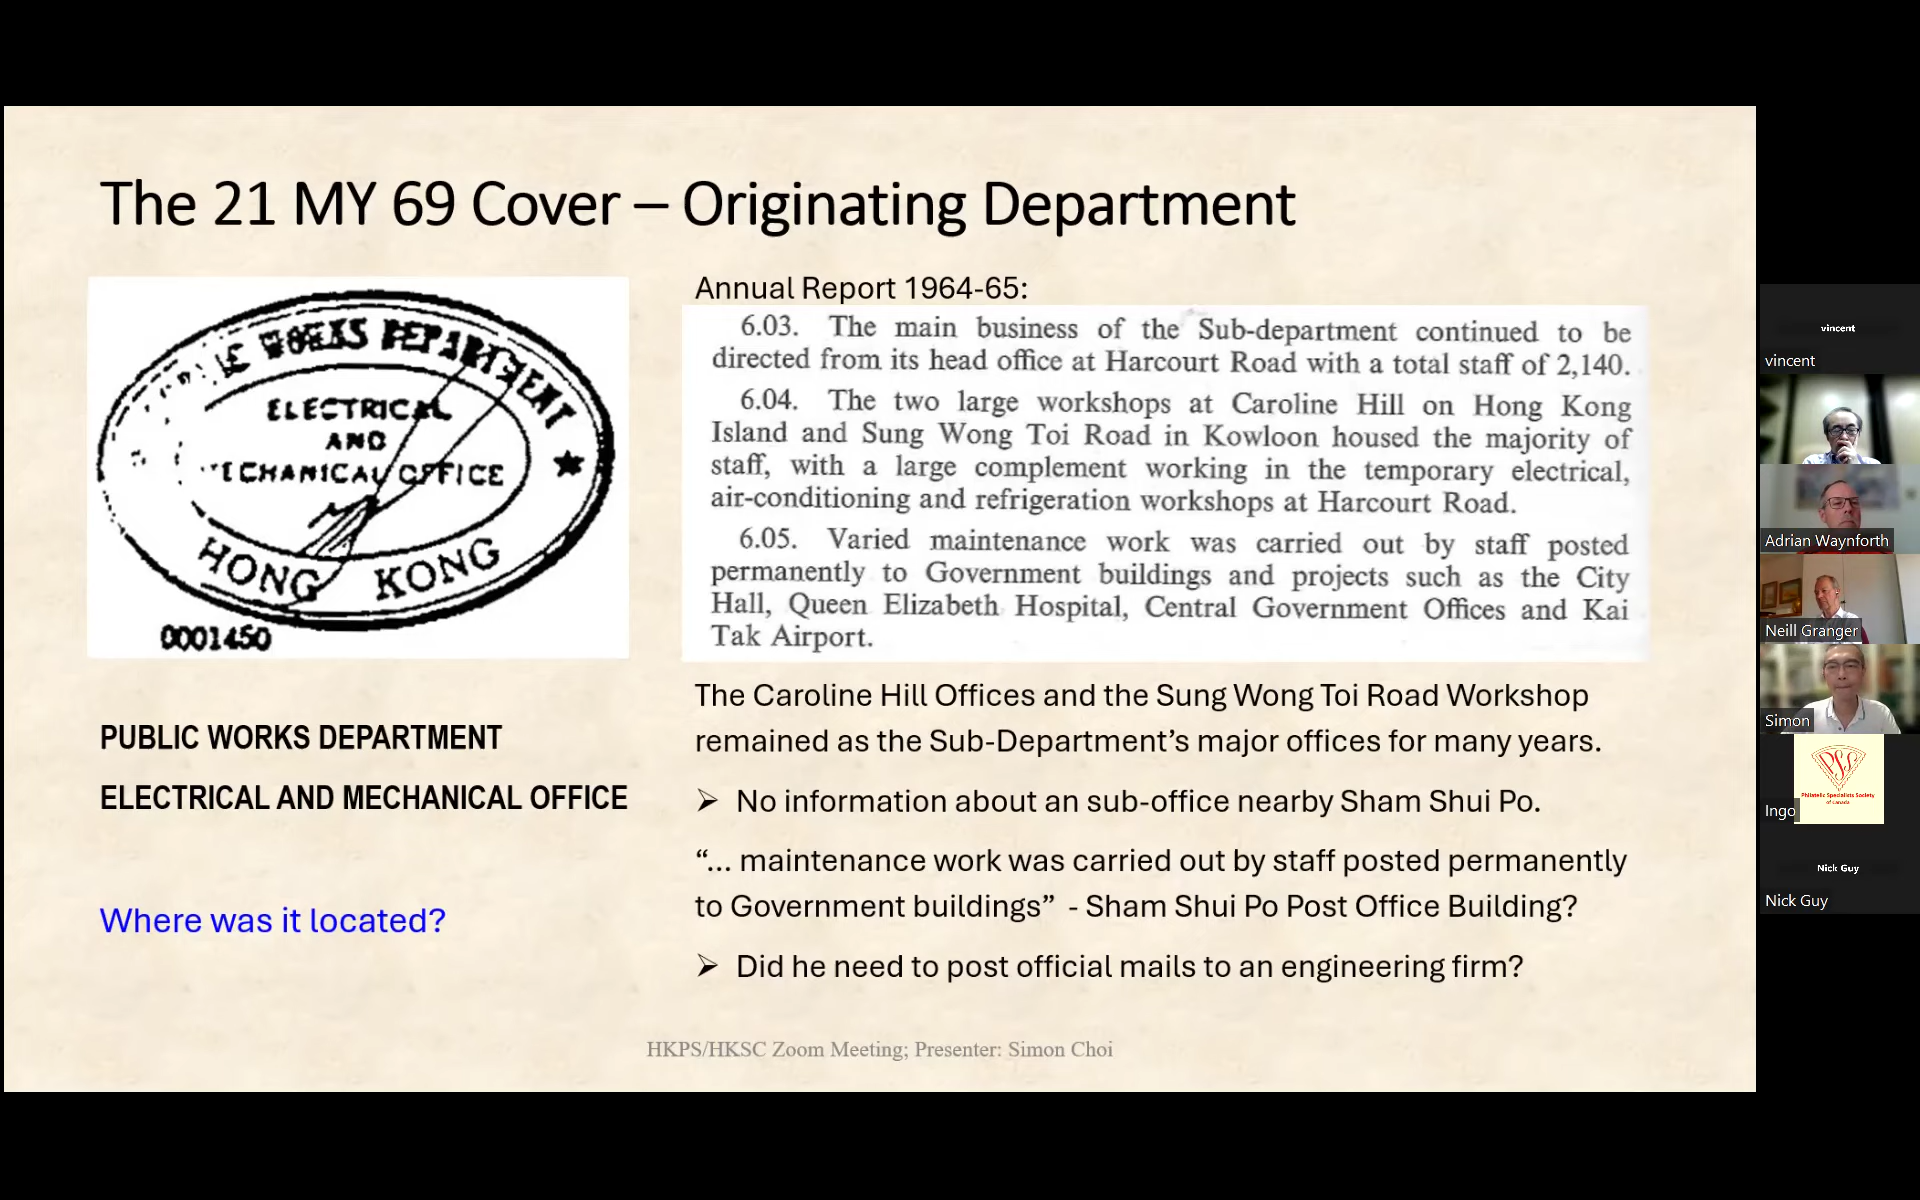 The 21 MY 69 Cover – Originating Department
WORKS DEPARTMENT
ELECTRICAL
AND
ECHANICAL OFFICE
HONG KONG
0001450
PUBLIC WORKS DEPARTMENT
ELECTRICAL AND MECHANICAL OFFICE
Where was it located?
Annual Report 1964-65:
6.03. The main business of the Sub-department continued to be
directed from its head office at Harcourt Road with a total staff of 2,140.
6.04. The two large workshops at Caroline Hill on Hong Kong
Island and Sung Wong Toi Road in Kowloon housed the majority of
staff, with a large complement working in the temporary electrical,
air-conditioning and refrigeration workshops at Harcourt Road.
6.05. Varied maintenance work was carried out by staff posted
permanently to Government buildings and projects such as the City
Hall, Queen Elizabeth Hospital, Central Government Offices and Kai
Tak Airport.
The Caroline Hill Offices and the Sung Wong Toi Road Workshop
remained as the Sub-Department’s major offices for many years.
➢ No information about an sub-office nearby Sham Shui Po.
“... maintenance work was carried out by staff posted permanently
to Government buildings” - Sham Shui Po Post Office Building?
➢ Did he need to post official mails to an engineering firm?
HKPS/HKSC Zoom Meeting; Presenter: Simon Choi
vincent
vincent
Adrian Waynforth
Neill Granger
Simon
PSS
Philatelic Specialists Society
of Canada
Ingo
Nick Guy
Nick Guy